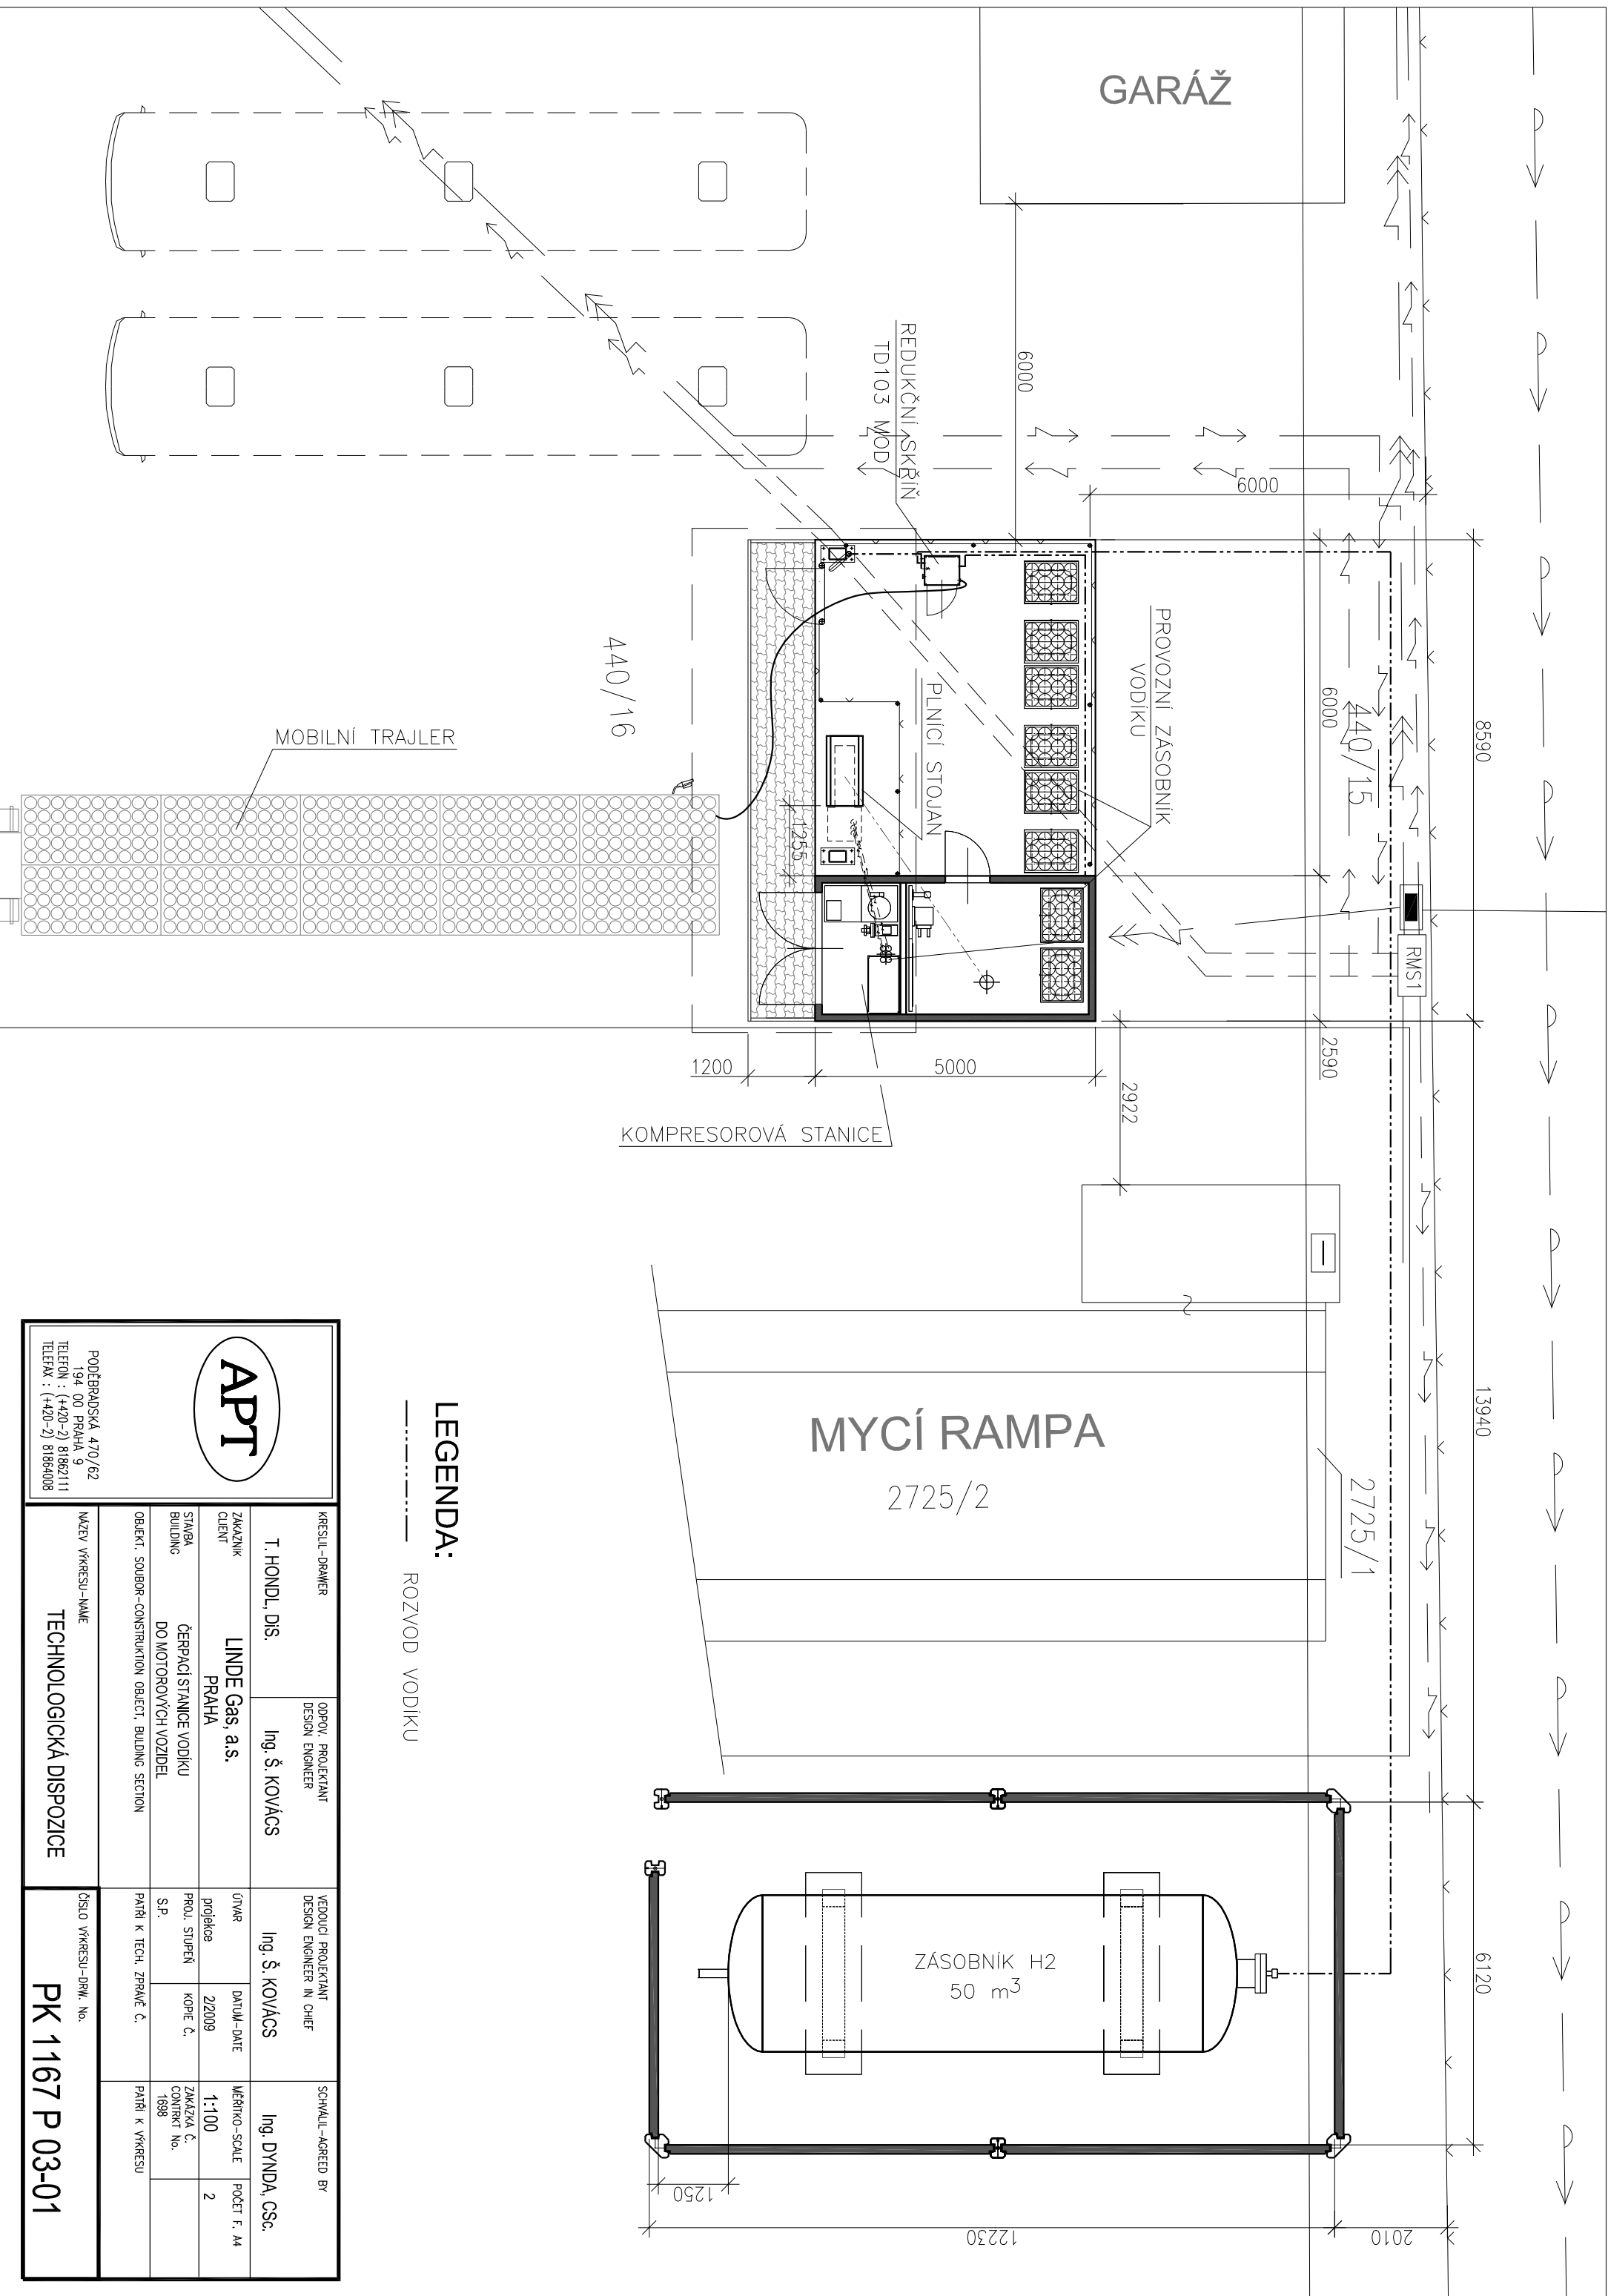 GARÁŽ
6000
REDUKČNÍ SKŘÍŇ
TD103 MOD
6000
8590
6000
2590
440/15
PROVOZNÍ ZÁSOBNÍK
VODÍKU
PLNÍCÍ STOJAN
440/16
MOBILNÍ TRAJLER
1255
RMS1
1200
5000
2922
KOMPRESOROVÁ STANICE
13940
MYCÍ RAMPA
2725/2
2725/1
6120
ZÁSOBNÍK H2
50 m3
1250
12230
2010
LEGENDA:
ROZVOD VODÍKU
APT
PODĚBRADSKÁ 470/62
194 00 PRAHA 9
TELEFON : (+420-2) 81862111
TELEFAX : (+420-2) 81864008
KRESLIL-DRAWER
T. HONDL, DiS.
ODPOV. PROJEKTANT
DESIGN ENGINEER
Ing. Š. KOVÁCS
VEDOUCÍ PROJEKTANT
DESIGN ENGINEER IN CHIEF
Ing. Š. KOVÁCS
SCHVÁLIL-AGREED BY
Ing. DYNDA, CSc.
ZÁKAZNÍK
CLIENT
LINDE Gas, a.s.
PRAHA
ÚTVAR
projekce
DATUM-DATE
2/2009
MĚŘÍTKO-SCALE
1:100
POČET F. A4
2
STAVBA
BUILDING
ČERPACÍ STANICE VODÍKU
DO MOTOROVÝCH VOZIDEL
PROJ. STUPEŇ
S.P.
KOPIE Č.
ZAKÁZKA Č.
CONTRKT No.
1698
OBJEKT. SOUBOR-CONSTRUKTION OBJECT, BULDING SECTION
PATŘÍ K TECH. ZPRÁVĚ Č.
PATŘÍ K VÝKRESU
NÁZEV VÝKRESU-NAME
TECHNOLOGICKÁ DISPOZICE
ČÍSLO VÝKRESU-DRW. No.
PK 1167 P 03-01